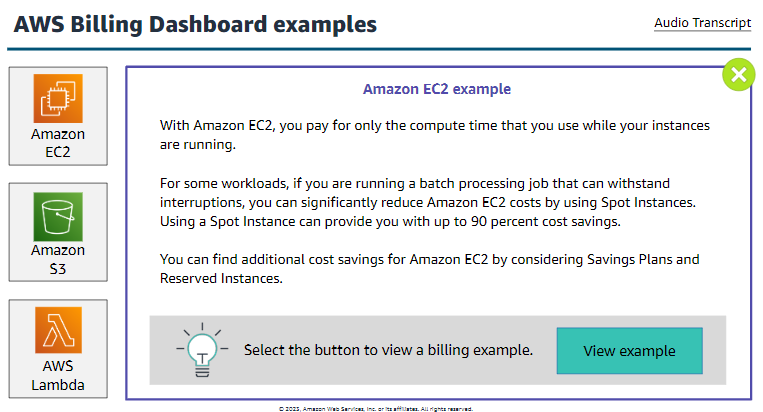 AWS Billing Dashboard examples
Audio Transcript
Amazon
EC2
Amazon
S3
AWS
Lambda
Amazon EC2 example
With Amazon EC2, you pay for only the compute time that you use while your instances
are running.
For some workloads, if you are running a batch processing job that can withstand
interruptions, you can significantly reduce Amazon EC2 costs by using Spot Instances.
Using a Spot Instance can provide you with up to 90 percent cost savings.
You can find additional cost savings for Amazon EC2 by considering Savings Plans and
Reserved Instances.
Select the button to view a billing example.
View example
© 2023, Amazon Web Services, Inc. or its affiliates. All rights reserved.